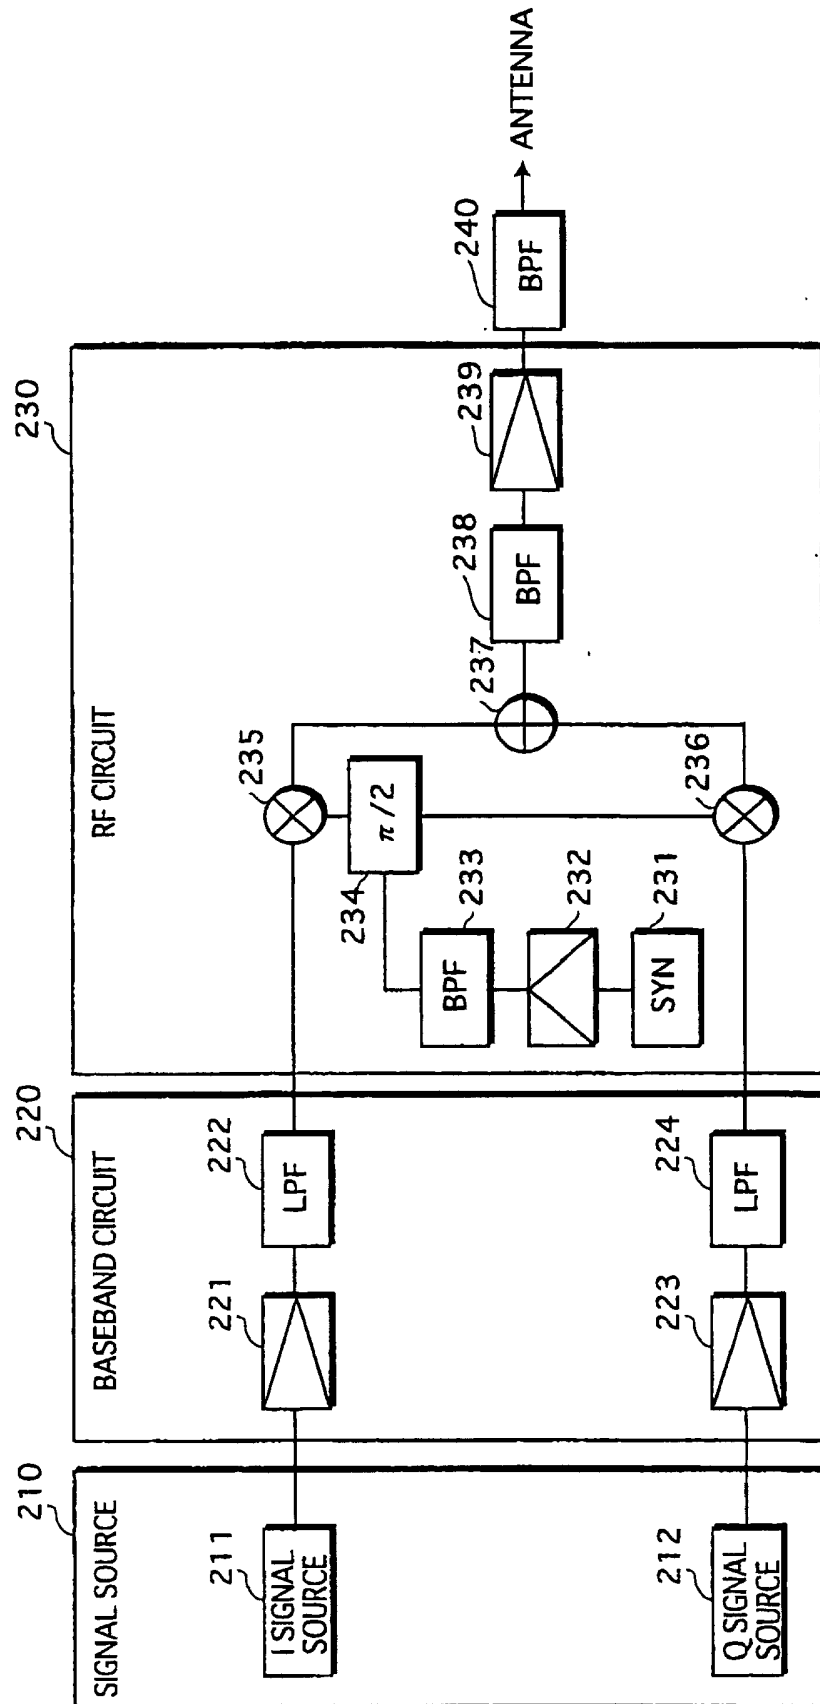 SIGNAL SOURCE
210
211
I SIGNAL
SOURCE
212
Q SIGNAL
SOURCE
BASEBAND CIRCUIT
220
221
222
LPF
223
224
LPF
RF CIRCUIT
230
235
π/2
234
233
BPF
232
231
SYN
236
237
238
BPF
239
240
BPF
ANTENNA